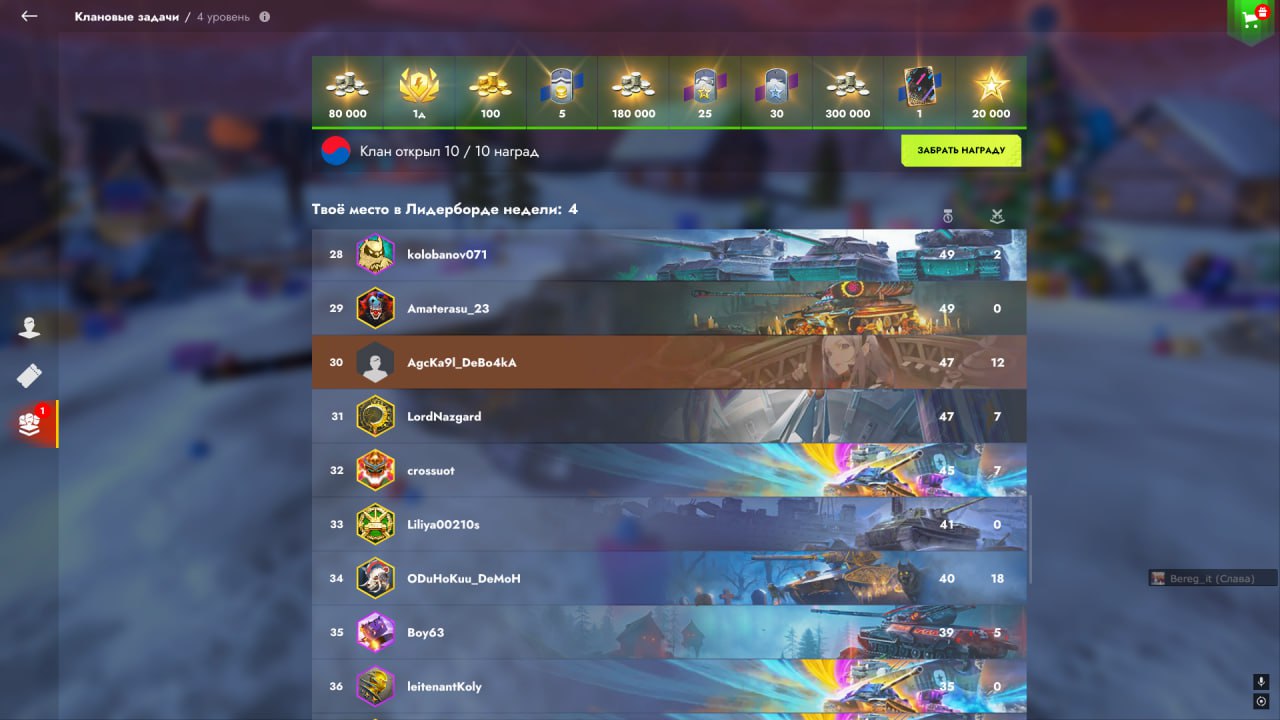 Клановые задачи / 4 уровень
80 000 1д 100 5 180 000 25 30 300 000 1 20 000
Клан открыл 10 / 10 наград ЗАБРАТЬ НАГРАДУ
Твоё место в Лидерборде недели: 4
28 kolobanov071 49 2
29 Amaterasu_23 49 0
30 AgcKa9l_DeBo4kA 47 12
31 LordNazgard 47 7
32 crossuot 45 7
33 Liliya00210s 41 0
1
34 ODuHoKuu_DeMoH 40 18
Bereg_it (Слава)
35 Boy63 39 5
36 leitenantKoly 35 0